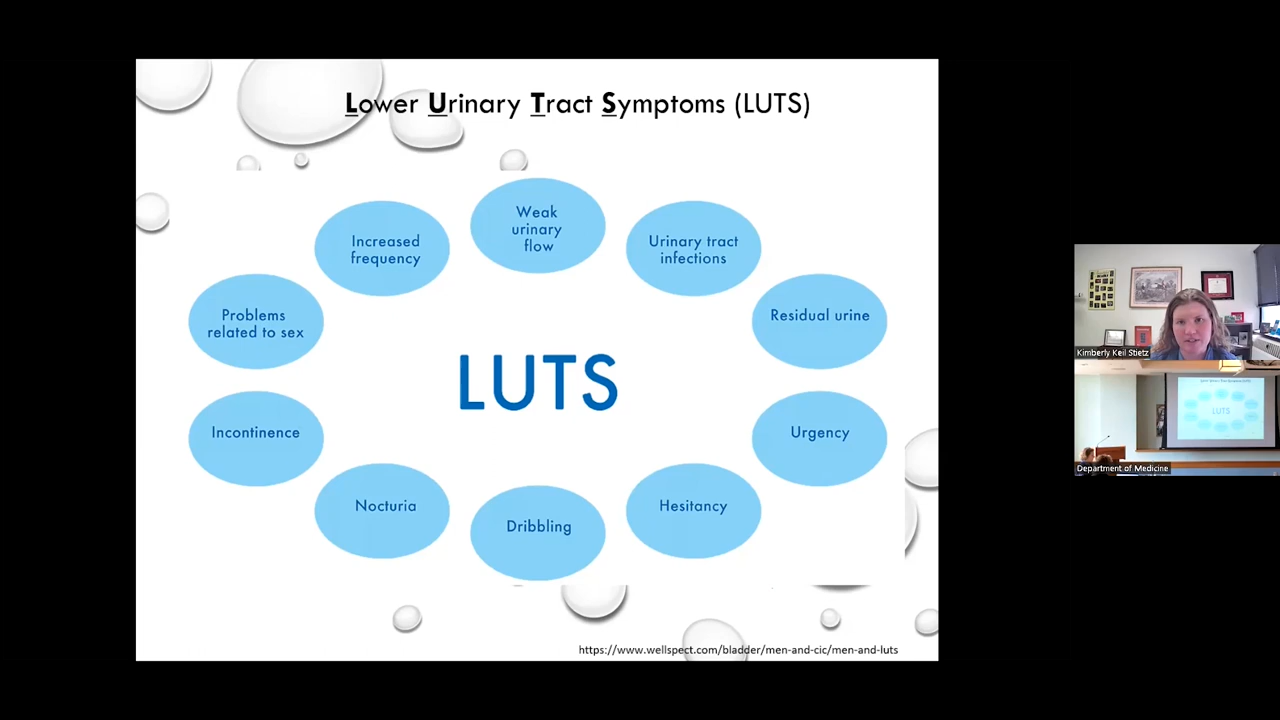 Lower Urinary Tract Symptoms (LUTS)
Weak
urinary
flow
Increased
frequency
Urinary tract
infections
Problems
related to sex
Residual urine
LUTS
Incontinence
Urgency
Nocturia
Hesitancy
Dribbling
https://www.wellspect.com/bladder/men-and-cic/men-and-luts
Kimberly Keil Stietz
LUTS
Department of Medicine